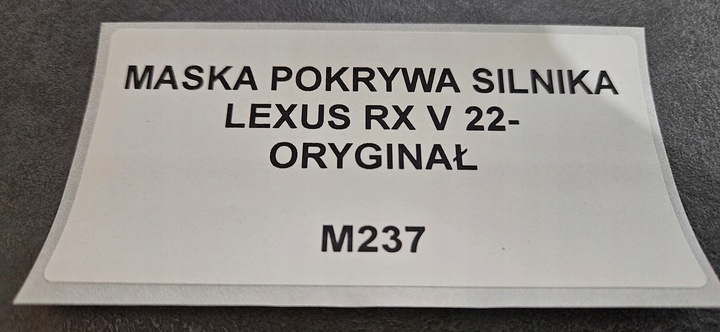 MASKA POKRYWA SILNIKA
LEXUS RX V 22-
ORYGINAŁ
M237